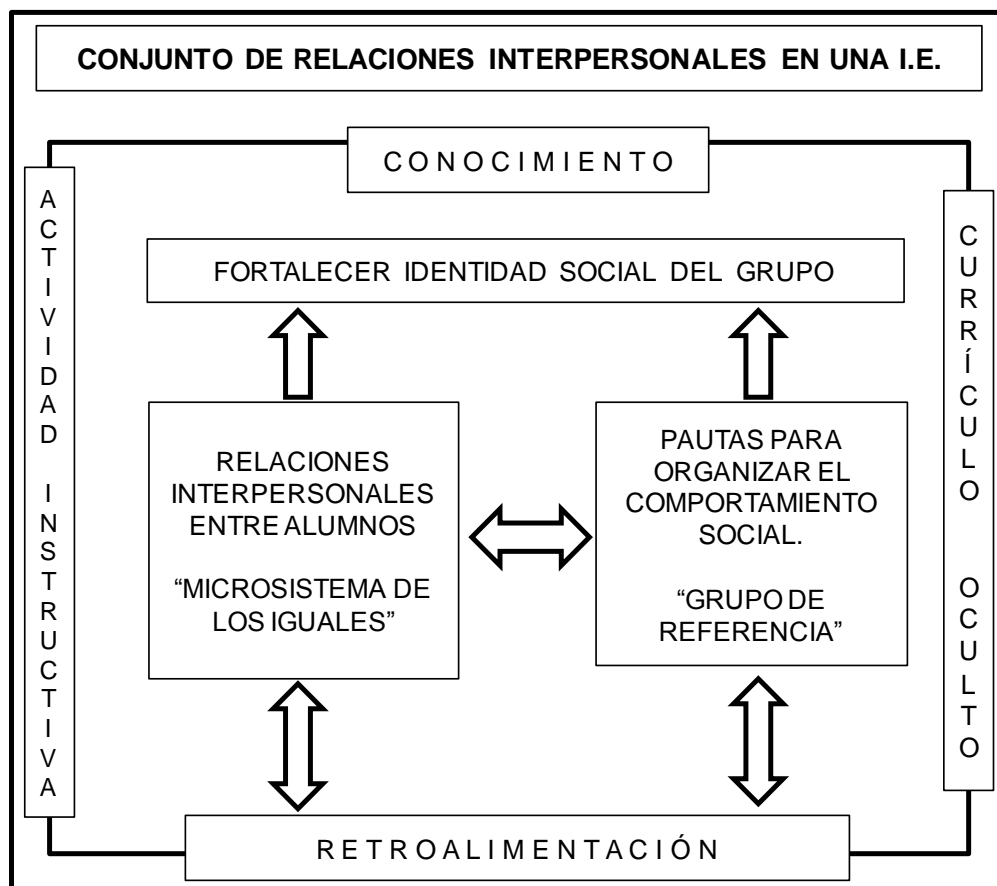 CONJUNTO DE RELACIONES INTERPERSONALES EN UNA I.E.
CONOCIMIENTO
ACTIVIDAD INSTRUCTIVA
CURRÍCULO OCULTO
FORTALECER IDENTIDAD SOCIAL DEL GRUPO
RELACIONES
INTERPERSONALES
ENTRE ALUMNOS
“MICROSISTEMA DE
LOS IGUALES”
PAUTAS PARA
ORGANIZAR EL
COMPORTAMIENTO
SOCIAL.
“GRUPO DE
REFERENCIA”
RETROALIMENTACIÓN